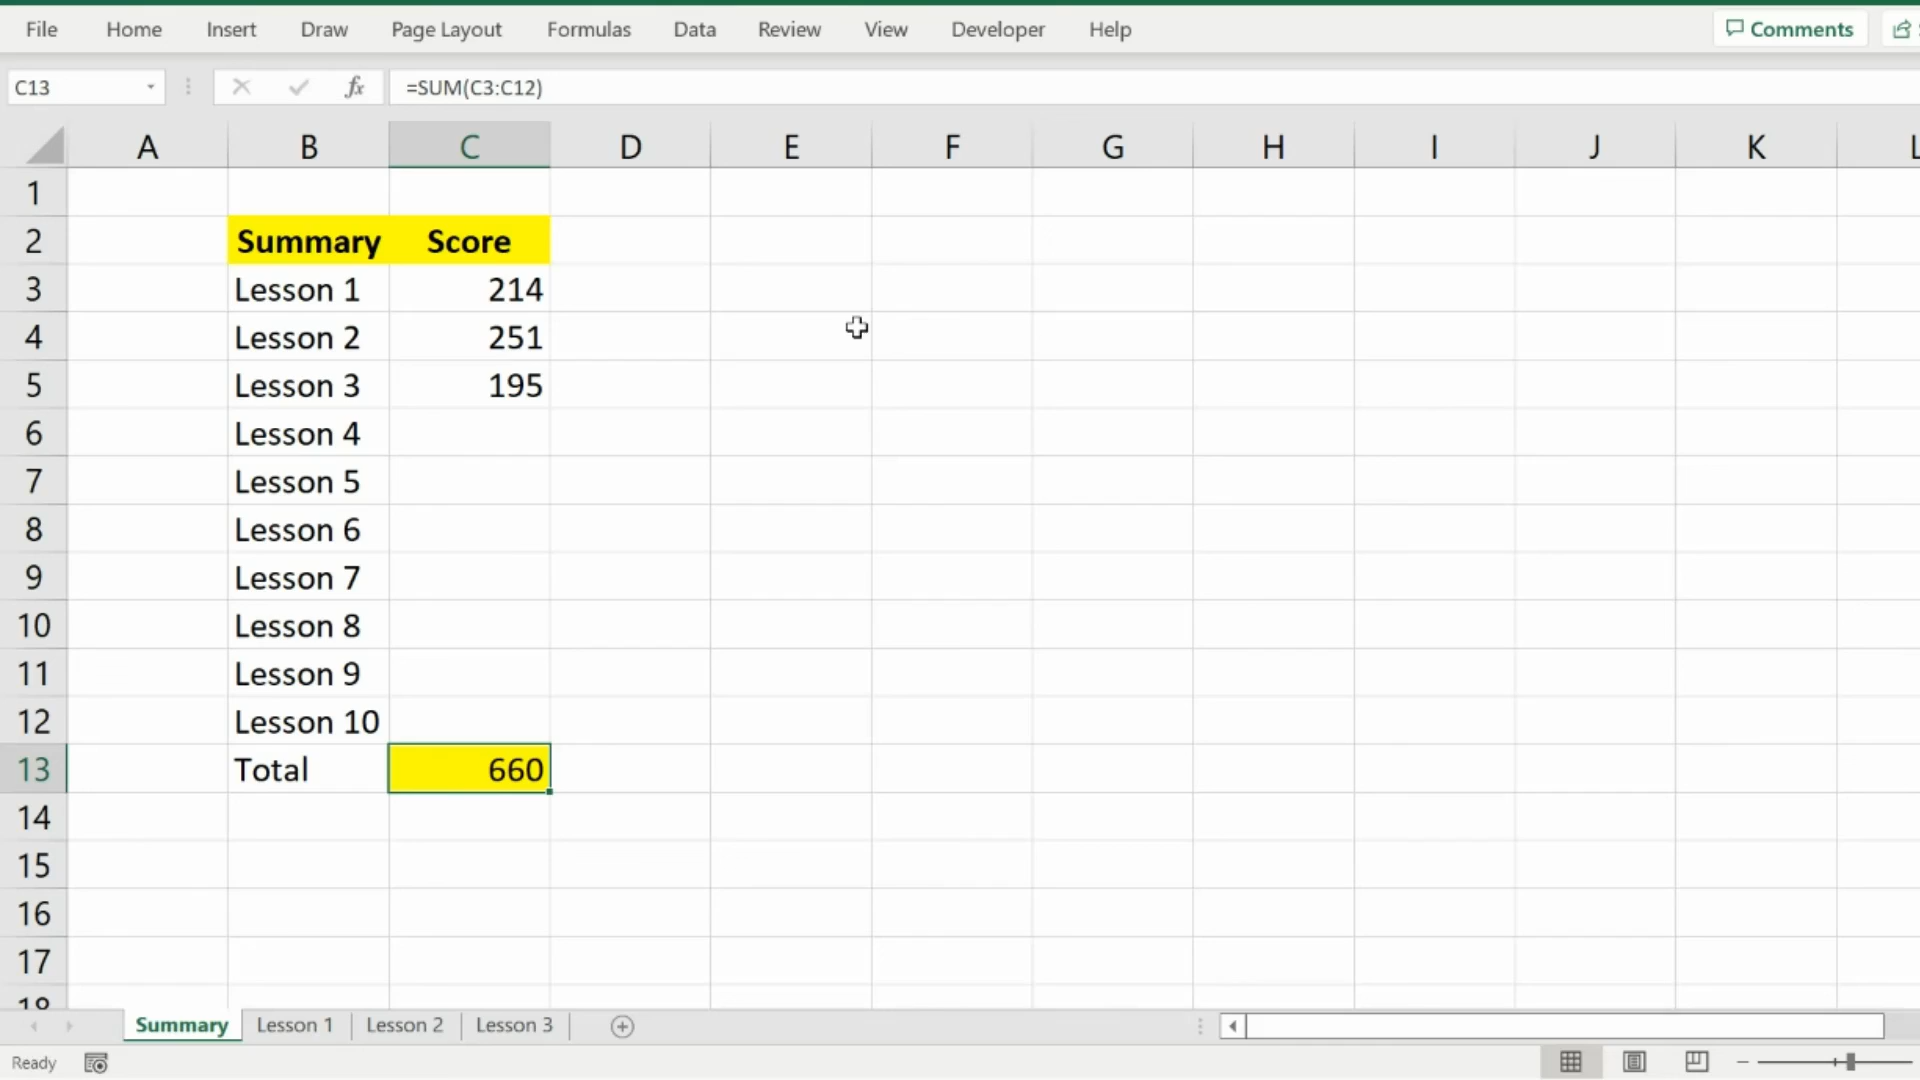 File Home Insert Draw Page Layout Formulas Data Review View Developer Help Comments
C13 fx =SUM(C3:C12)
A B C D E F G H I J K L
1
2 Summary Score
3 Lesson 1 214
4 Lesson 2 251
5 Lesson 3 195
6 Lesson 4
7 Lesson 5
8 Lesson 6
9 Lesson 7
10 Lesson 8
11 Lesson 9
12 Lesson 10
13 Total 660
14
15
16
17
18
Summary Lesson 1 Lesson 2 Lesson 3
Ready